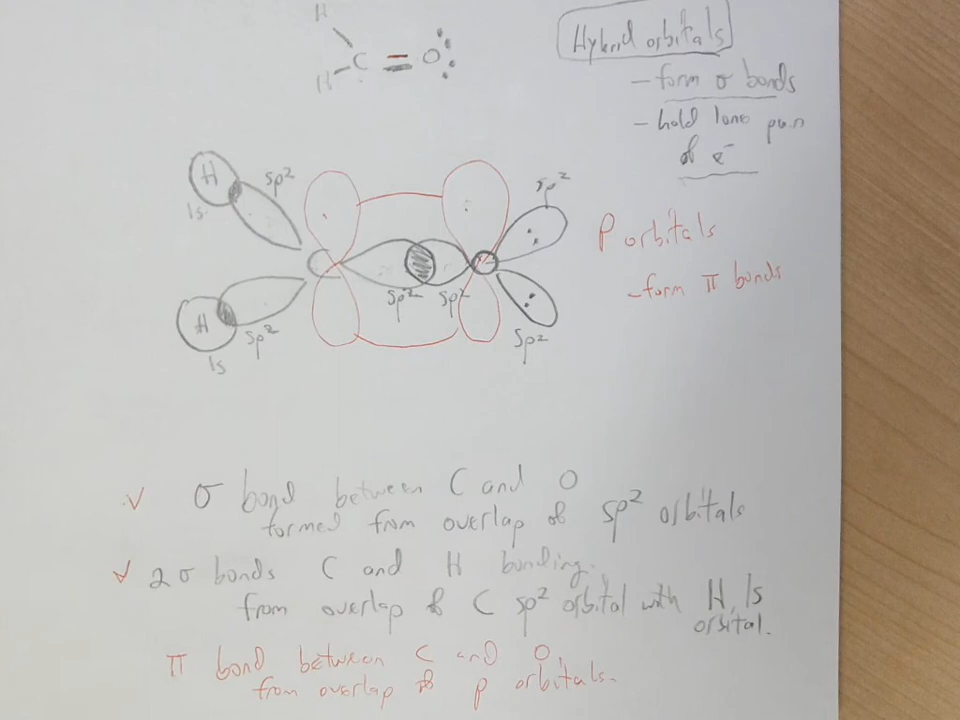 H
H
C = O
Hybrid orbitals
- form σ bonds
- hold lone pairs
of e⁻
H
1s
sp²
H
1s
sp²
sp² sp²
sp²
sp²
P orbitals
- form π bonds
✓ σ bond between C and O
formed from overlap of sp² orbitals
✓ 2σ bonds C and H bonding.
from overlap of C sp² orbital with H, 1s
orbital.
π bond between C and O
from overlap of p orbitals.